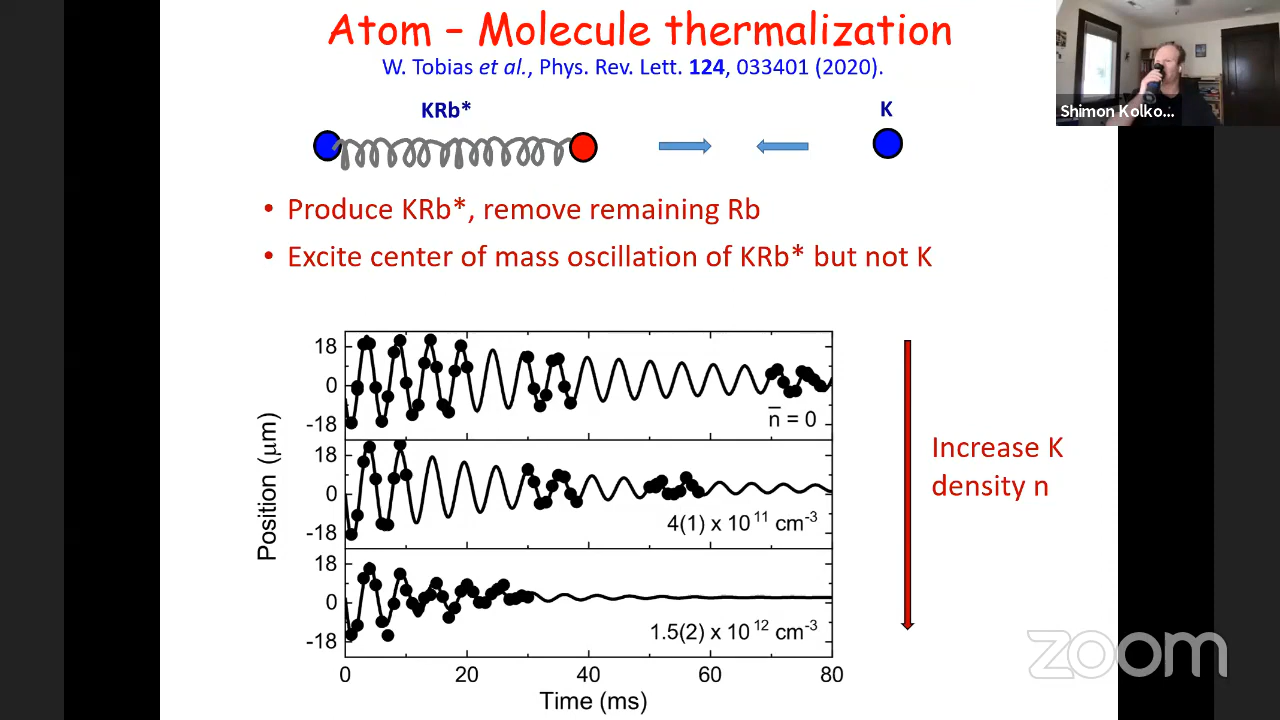 Atom – Molecule thermalization
W. Tobias et al., Phys. Rev. Lett. 124, 033401 (2020).
Shimon Kolko...
KRb*
K
• Produce KRb*, remove remaining Rb
• Excite center of mass oscillation of KRb* but not K
Position (μm)
18
0
-18
n̅ = 0
18
0
-18
4(1) x 10¹¹ cm⁻³
18
0
-18
1.5(2) x 10¹² cm⁻³
0 20 40 60 80
Time (ms)
Increase K
density n
zoom